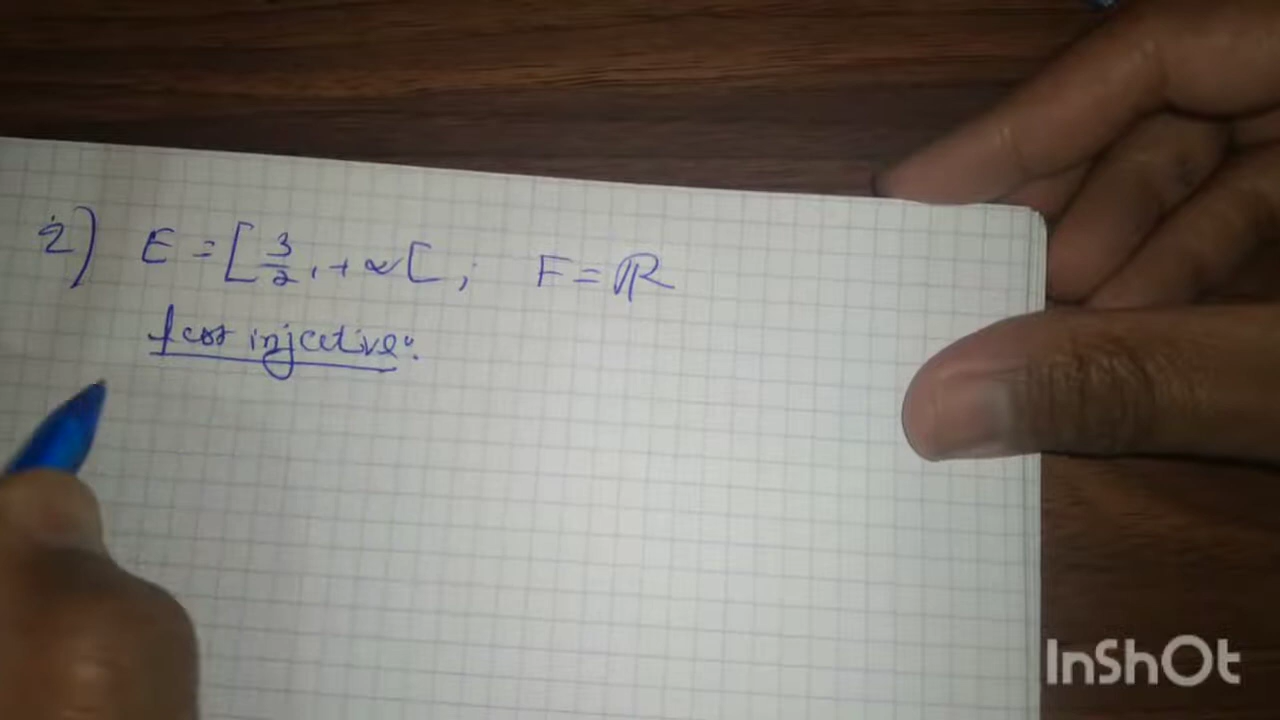 2) E = [3/2, +∞[ ; F = ℝ
f est injective:
InShOt